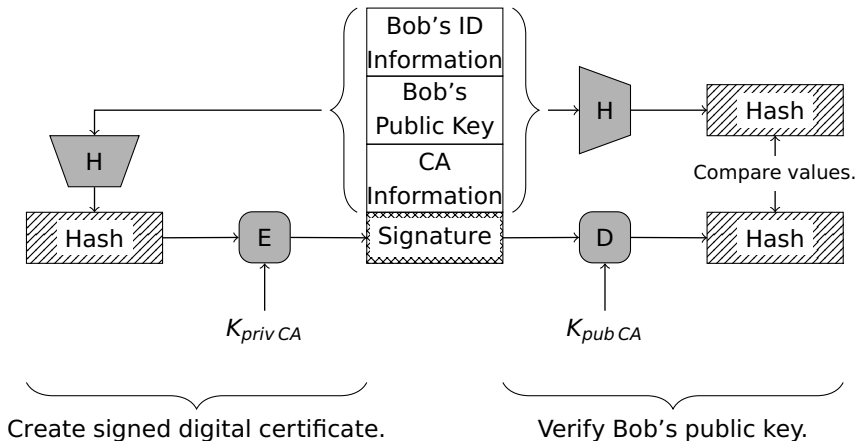 Bob's ID
Information
Bob's
Public Key
CA
Information
Signature
H
Hash
E
K_priv CA
H
Hash
Compare values.
D
Hash
K_pub CA
Create signed digital certificate.
Verify Bob's public key.